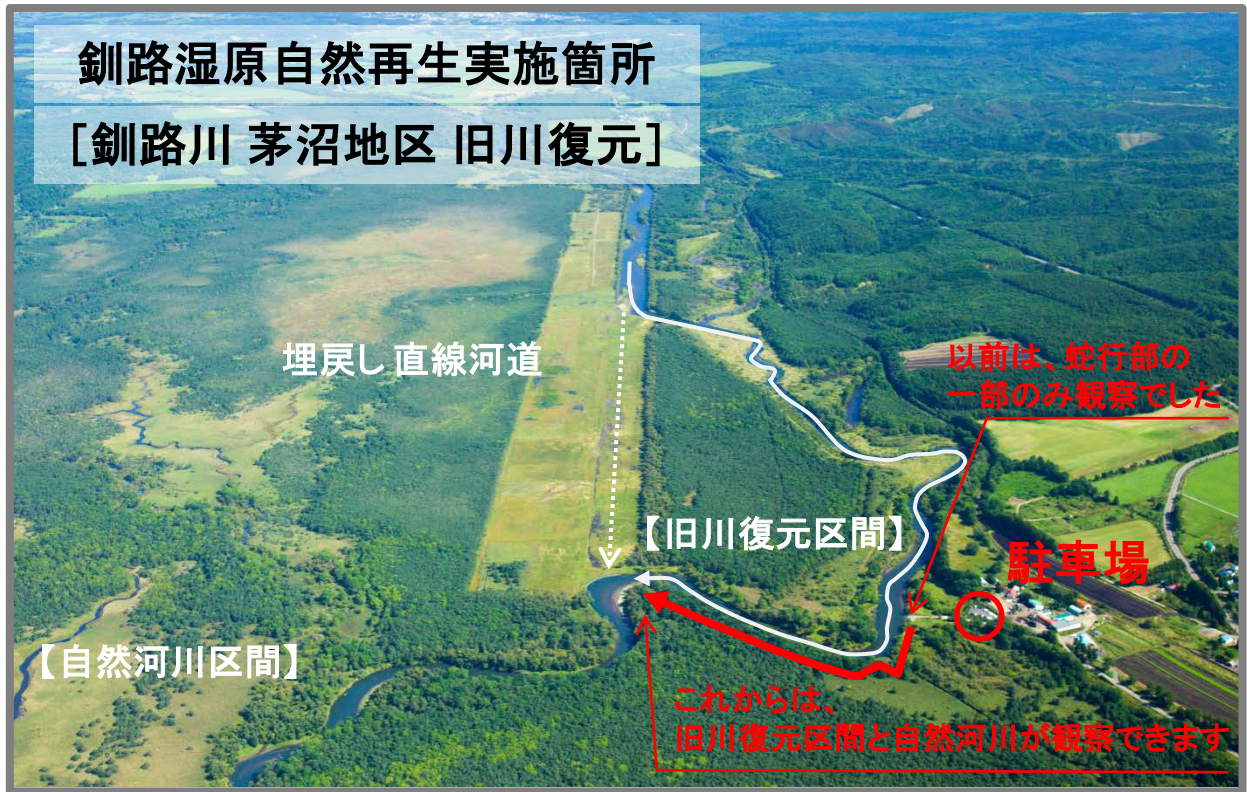 釧路湿原自然再生実施箇所
［釧路川 茅沼地区 旧川復元］
埋戻し 直線河道
以前は、蛇行部の
一部のみ観察でした
【旧川復元区間】
駐車場
【自然河川区間】
これからは、
旧川復元区間と自然河川が観察できます